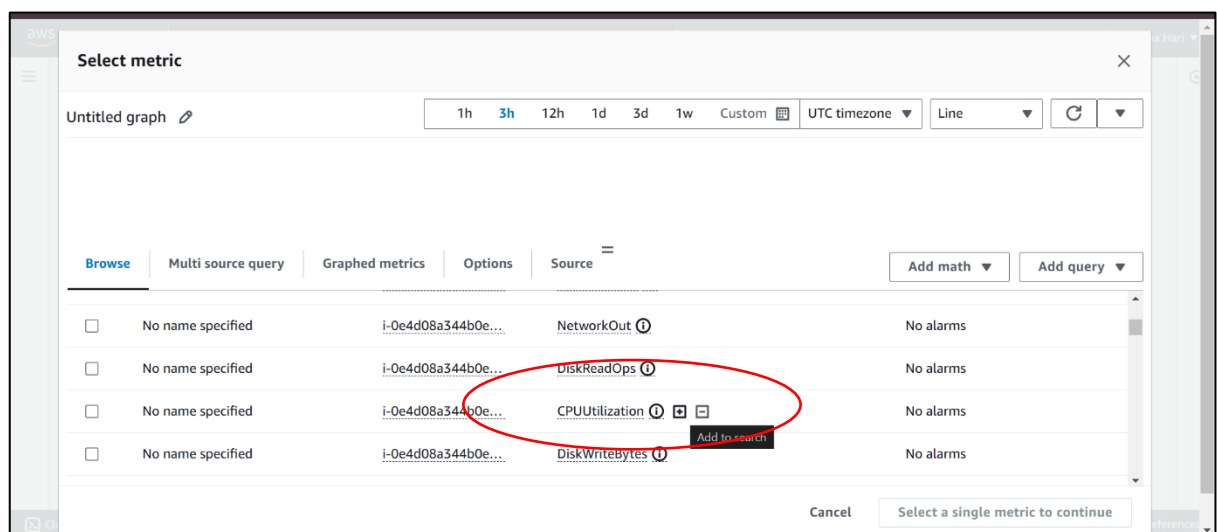 aws
Select metric
Untitled graph
1h 3h 12h 1d 3d 1w Custom UTC timezone Line
Browse Multi source query Graphed metrics Options Source Add math Add query
No name specified i-0e4d08a344b0e... NetworkOut No alarms
No name specified i-0e4d08a344b0e... DiskReadOps No alarms
No name specified i-0e4d08a344b0e... CPUUtilization No alarms
Add to search
No name specified i-0e4d08a344b0e... DiskWriteBytes No alarms
Cancel Select a single metric to continue